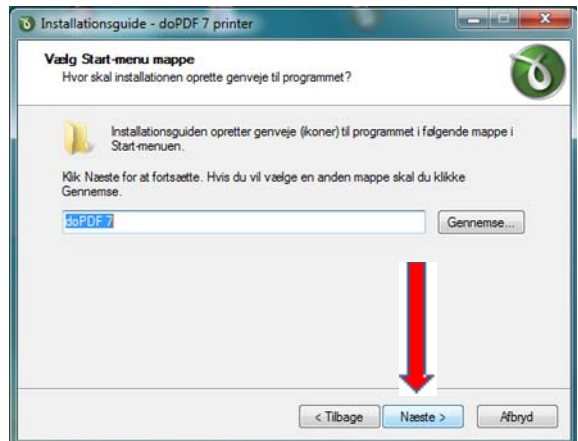 Installationsguide - doPDF 7 printer
Vælg Start-menu mappe
Hvor skal installationen oprette genveje til programmet?
Installationsguiden opretter genveje (ikoner) til programmet i følgende mappe i
Start-menuen.
Klik Næste for at fortsætte. Hvis du vil vælge en anden mappe skal du klikke
Gennemse.
doPDF 7
Gennemse...
< Tilbage
Næste >
Afbryd